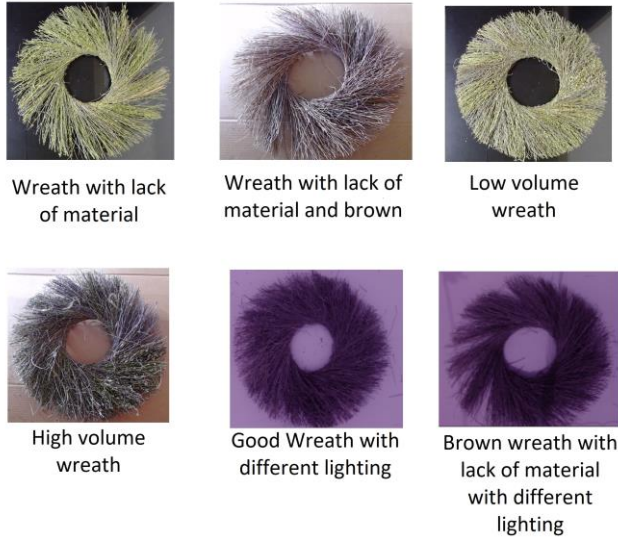 Wreath with lack
of material
Wreath with lack of
material and brown
Low volume
wreath
High volume
wreath
Good Wreath with
different lighting
Brown wreath with
lack of material
with different
lighting